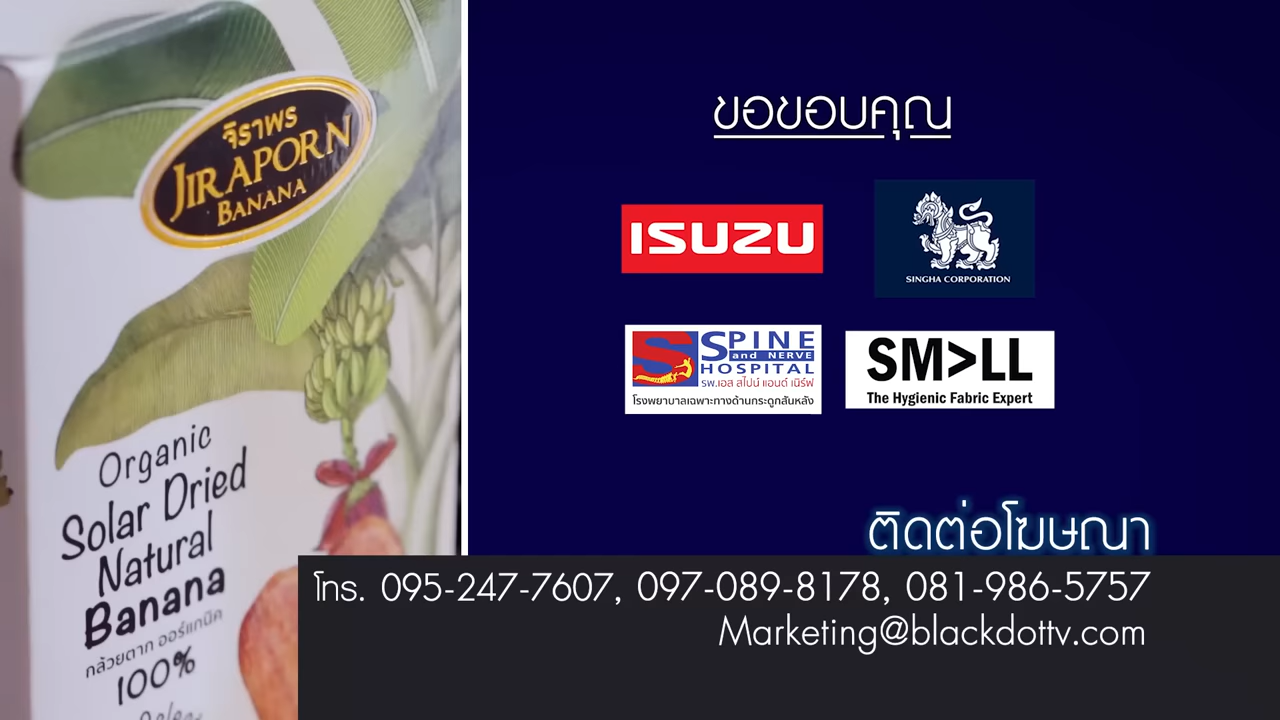 จิราพร
JIRAPORN
BANANA
Organic
Solar Dried
Natural
Banana
กล้วยตาก ออร์แกนิค
100%
ขอขอบคุณ
ISUZU
SINGHA CORPORATION
SPINE
and NERVE
HOSPITAL
รพ.เอส สไปน์ แอนด์ เนิร์ฟ
โรงพยาบาลเฉพาะทางด้านกระดูกสันหลัง
SM>LL
The Hygienic Fabric Expert
ติดต่อโฆษณา
โทร. 095-247-7607, 097-089-8178, 081-986-5757
Marketing@blackdottv.com